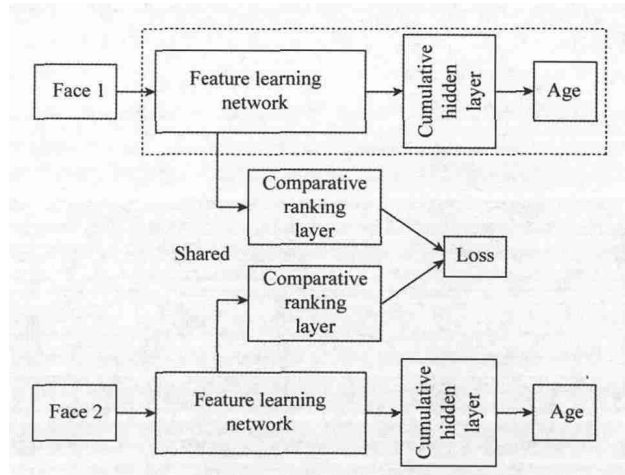 Face 1
Feature learning
network
Cumulative
hidden
layer
Age
Comparative
ranking
layer
Shared
Loss
Comparative
ranking
layer
Face 2
Feature learning
network
Cumulative
hidden
layer
Age